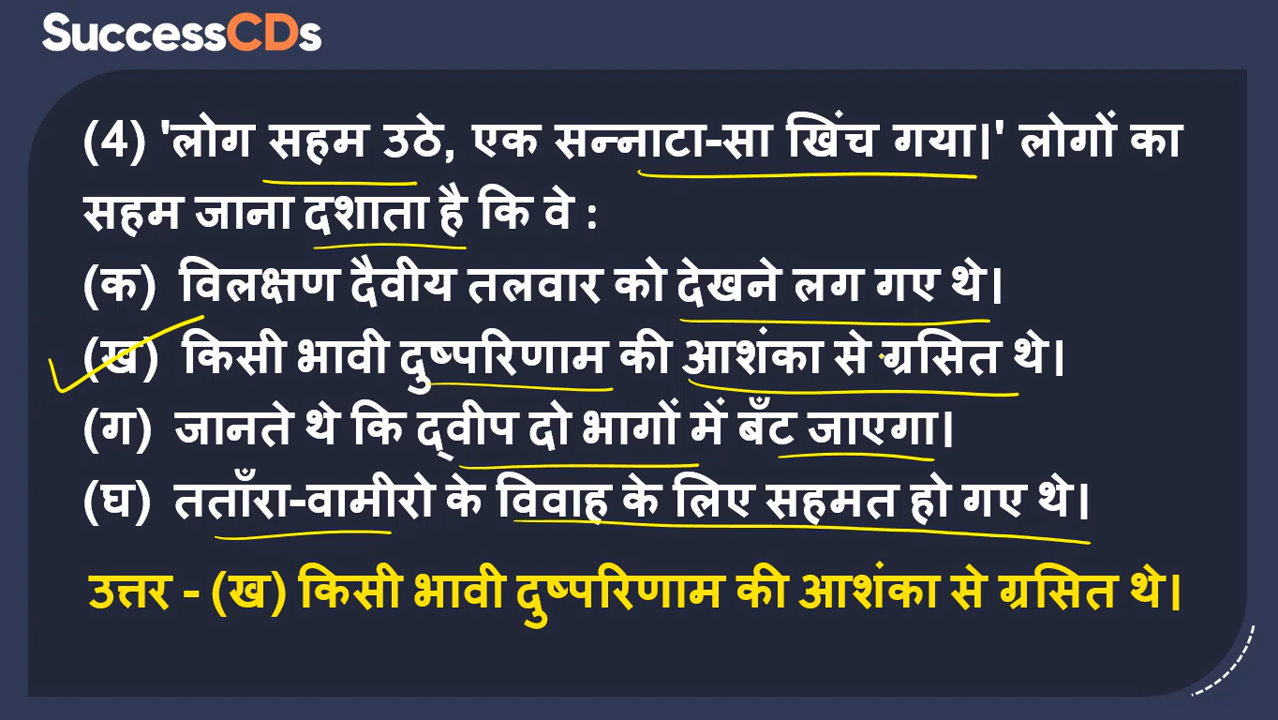 SuccessCDs
(4) 'लोग सहम उठे, एक सन्नाटा-सा खिंच गया।' लोगों का
सहम जाना दशाता है कि वे :
(क) विलक्षण दैवीय तलवार को देखने लग गए थे।
(ख) किसी भावी दुष्परिणाम की आशंका से ग्रसित थे।
(ग) जानते थे कि द्वीप दो भागों में बँट जाएगा।
(घ) तताँरा-वामीरो के विवाह के लिए सहमत हो गए थे।
उत्तर - (ख) किसी भावी दुष्परिणाम की आशंका से ग्रसित थे।